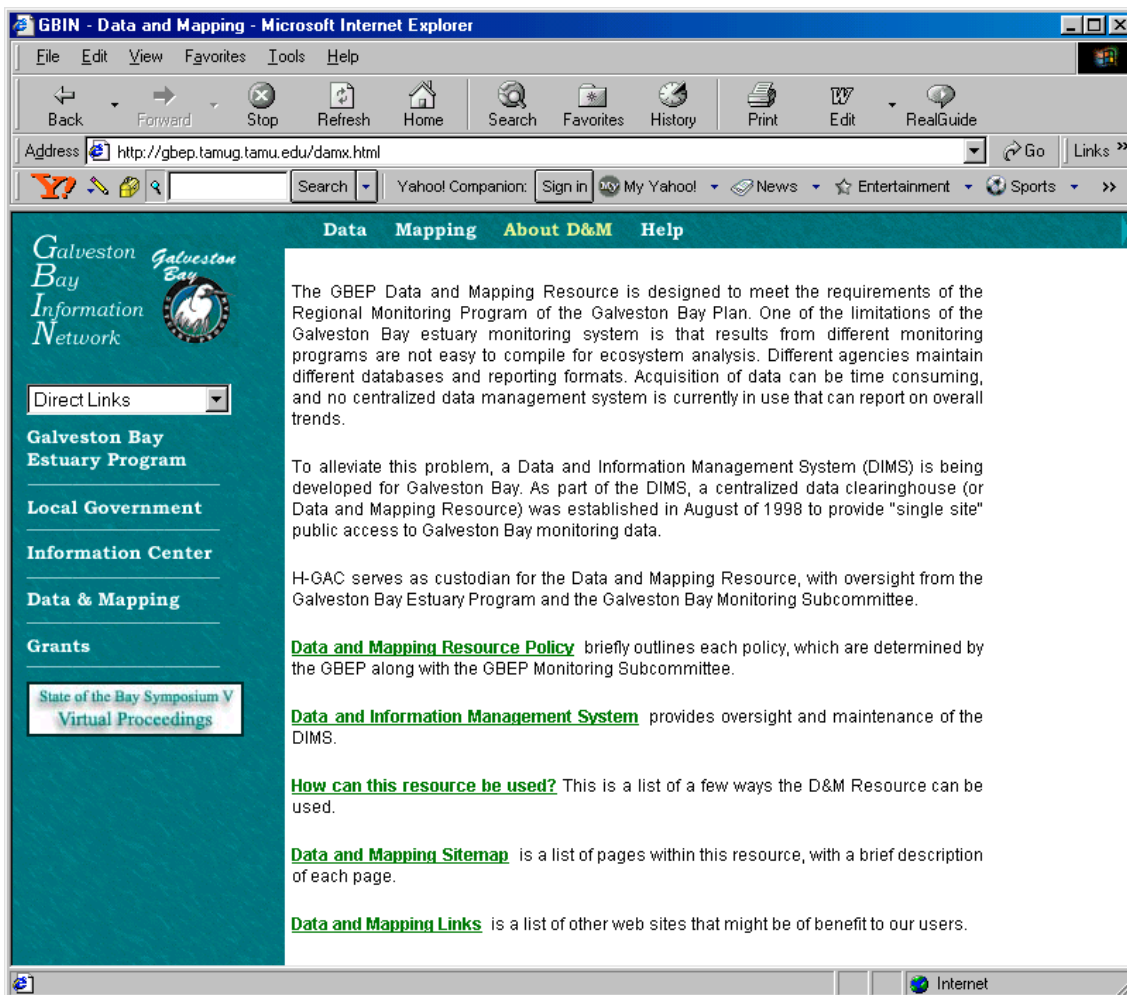 GBIN - Data and Mapping - Microsoft Internet Explorer
File Edit View Favorites Tools Help
Back Forward Stop Refresh Home Search Favorites History Print Edit RealGuide
Address http://gbep.tamug.tamu.edu/damx.html Go Links »
Y! Search Yahoo! Companion: Sign in My Yahoo! News Entertainment Sports »
Data Mapping About D&M Help
Galveston
Bay
Information
Network
Galveston
Bay
Direct Links
Galveston Bay
Estuary Program
Local Government
Information Center
Data & Mapping
Grants
State of the Bay Symposium V
Virtual Proceedings
The GBEP Data and Mapping Resource is designed to meet the requirements of the
Regional Monitoring Program of the Galveston Bay Plan. One of the limitations of the
Galveston Bay estuary monitoring system is that results from different monitoring
programs are not easy to compile for ecosystem analysis. Different agencies maintain
different databases and reporting formats. Acquisition of data can be time consuming,
and no centralized data management system is currently in use that can report on overall
trends.
To alleviate this problem, a Data and Information Management System (DIMS) is being
developed for Galveston Bay. As part of the DIMS, a centralized data clearinghouse (or
Data and Mapping Resource) was established in August of 1998 to provide "single site"
public access to Galveston Bay monitoring data.
H-GAC serves as custodian for the Data and Mapping Resource, with oversight from the
Galveston Bay Estuary Program and the Galveston Bay Monitoring Subcommittee.
Data and Mapping Resource Policy briefly outlines each policy, which are determined by
the GBEP along with the GBEP Monitoring Subcommittee.
Data and Information Management System provides oversight and maintenance of the
DIMS.
How can this resource be used? This is a list of a few ways the D&M Resource can be
used.
Data and Mapping Sitemap is a list of pages within this resource, with a brief description
of each page.
Data and Mapping Links is a list of other web sites that might be of benefit to our users.
Internet